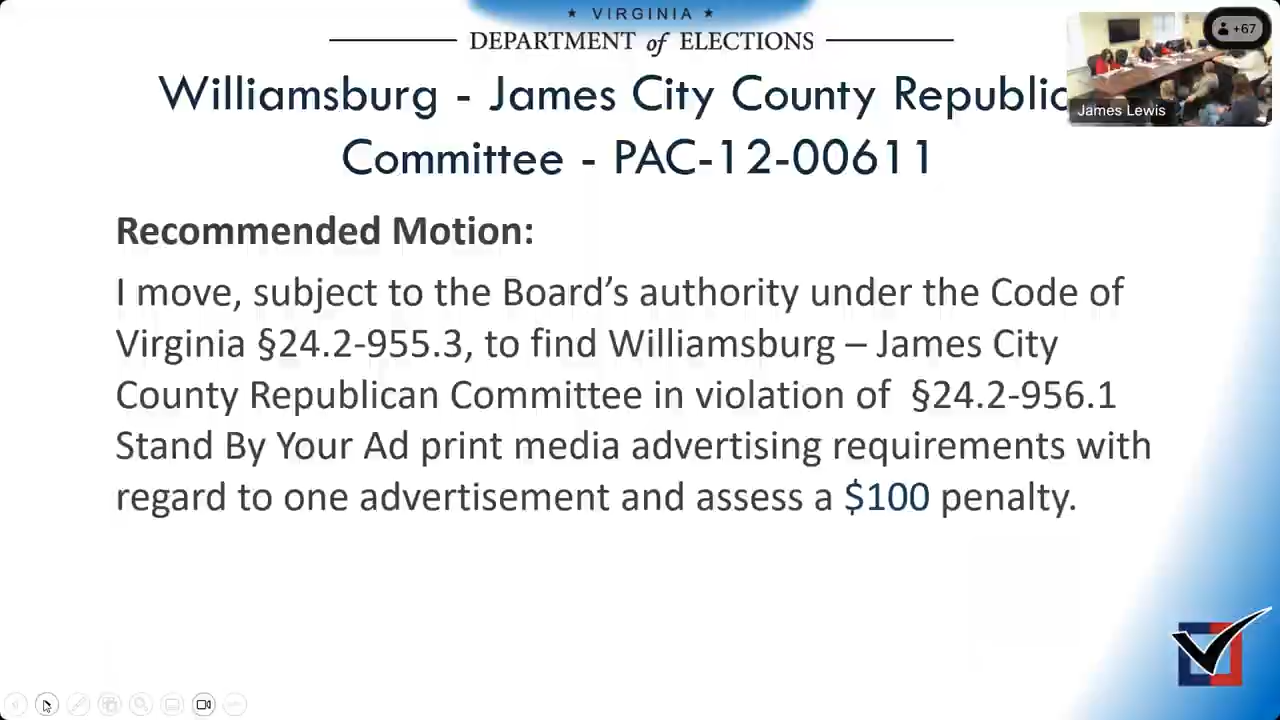 ★ VIRGINIA ★
DEPARTMENT of ELECTIONS
+67
James Lewis
Williamsburg - James City County Republic
Committee - PAC-12-00611
Recommended Motion:
I move, subject to the Board’s authority under the Code of
Virginia §24.2-955.3, to find Williamsburg – James City
County Republican Committee in violation of §24.2-956.1
Stand By Your Ad print media advertising requirements with
regard to one advertisement and assess a $100 penalty.